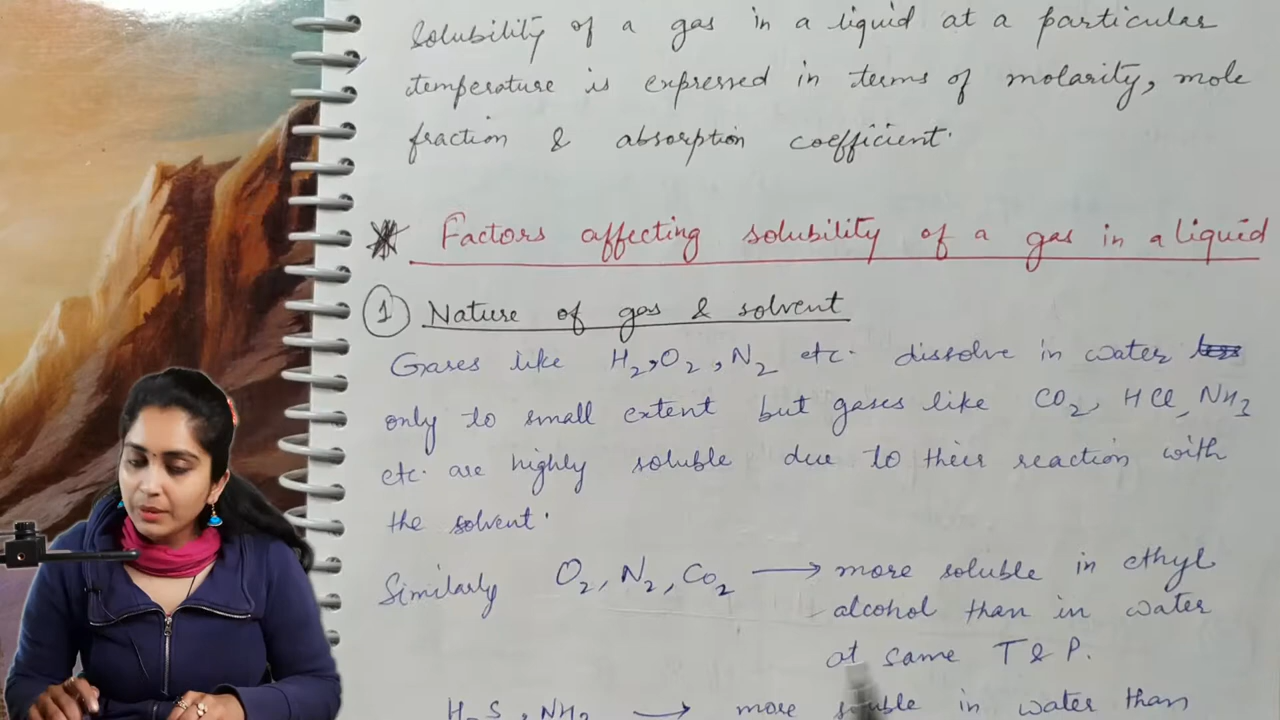 Solubility of a gas in a liquid at a particular
temperature is expressed in terms of molarity, mole
fraction & absorption coefficient.
Factors affecting solubility of a gas in a liquid
1 Nature of gas & solvent
Gases like H₂, O₂, N₂ etc. dissolve in water
only to small extent but gases like CO₂, HCl, NH₃
etc. are highly soluble due to their reaction with
the solvent.
Similarly O₂, N₂, CO₂ → more soluble in ethyl
alcohol than in water
at same T & P.
H₂S, NH₃ → more soluble in water than